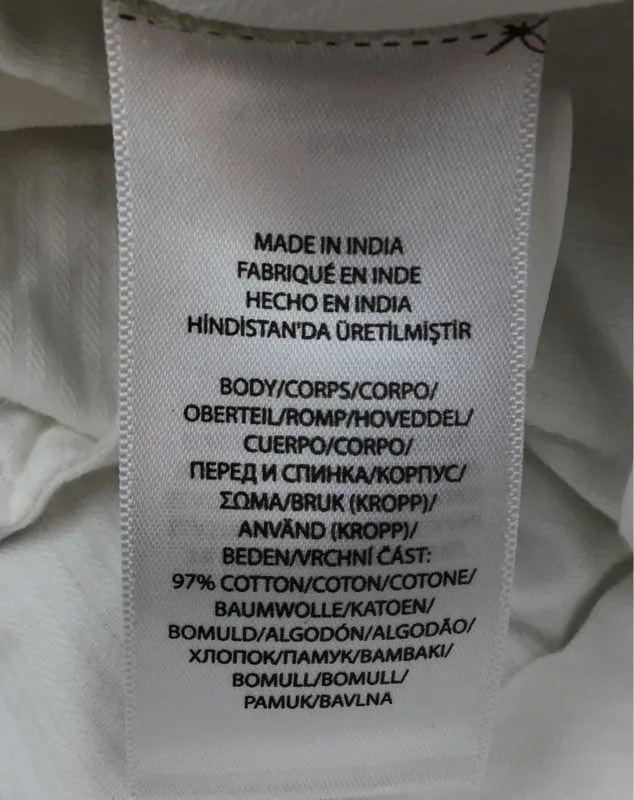 MADE IN INDIA
FABRIQUÉ EN INDE
HECHO EN INDIA
HİNDİSTAN'DA ÜRETİLMİŞTİR
BODY/CORPS/CORPO/
OBERTEIL/ROMP/HOVEDDEL/
CUERPO/CORPO/
ПЕРЕД И СПИНКА/КОРПУС/
ΣΩΜΑ/BRUK (KROPP)/
ANVÄND (KROPP)/
BEDEN/VRCHNÍ ČÁST:
97% COTTON/COTON/COTONE/
BAUMWOLLE/KATOEN/
BOMULD/ALGODÓN/ALGODÃO/
ХЛОПОК/ПАМУК/ΒΑΜΒΑΚΙ/
BOMULL/BOMULL/
PAMUK/BAVLNA